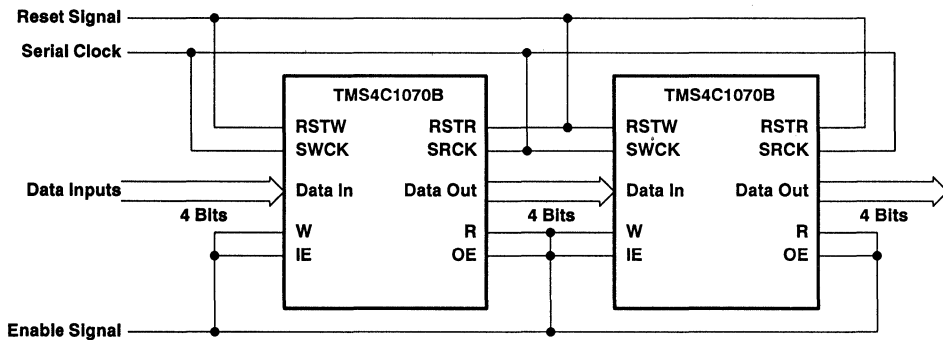 Reset Signal
Serial Clock
TMS4C1070B TMS4C1070B
RSTW RSTR RSTW RSTR
SWCK SRCK SWCK SRCK
Data Inputs Data In Data Out Data In Data Out
4 Bits 4 Bits 4 Bits
W R W R
IE OE IE OE
Enable Signal